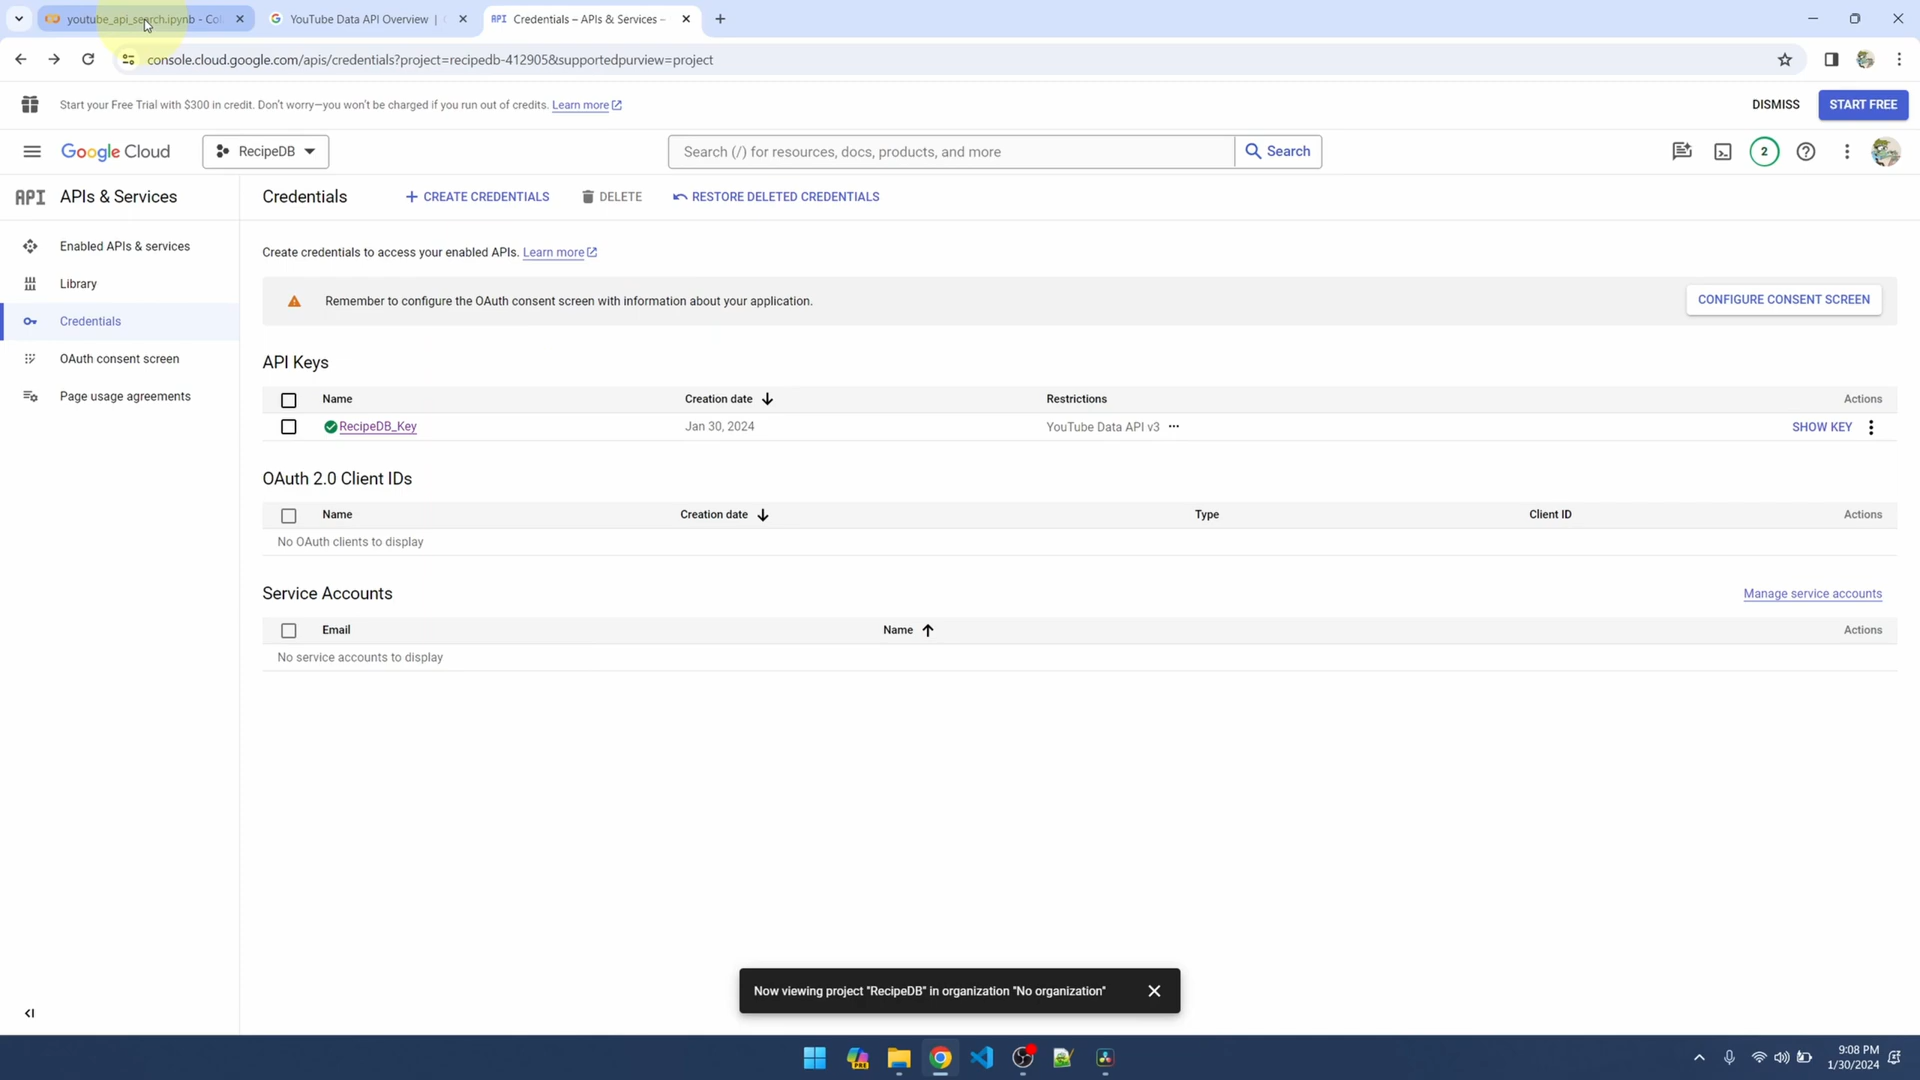 youtube_api_search.ipynb - Col
YouTube Data API Overview |
API Credentials – APIs & Services –
console.cloud.google.com/apis/credentials?project=recipedb-412905&supportedpurview=project
Start your Free Trial with $300 in credit. Don't worry—you won't be charged if you run out of credits. Learn more
DISMISS
START FREE
Google Cloud
RecipeDB
Search (/) for resources, docs, products, and more
Search
2
API APIs & Services
Credentials
CREATE CREDENTIALS
DELETE
RESTORE DELETED CREDENTIALS
Enabled APIs & services
Library
Credentials
OAuth consent screen
Page usage agreements
Create credentials to access your enabled APIs. Learn more
Remember to configure the OAuth consent screen with information about your application.
CONFIGURE CONSENT SCREEN
API Keys
Name Creation date Restrictions Actions
RecipeDB_Key Jan 30, 2024 YouTube Data API v3 ... SHOW KEY
OAuth 2.0 Client IDs
Name Creation date Type Client ID Actions
No OAuth clients to display
Service Accounts
Manage service accounts
Email Name Actions
No service accounts to display
Now viewing project "RecipeDB" in organization "No organization"
PRE
9:08 PM
1/30/2024